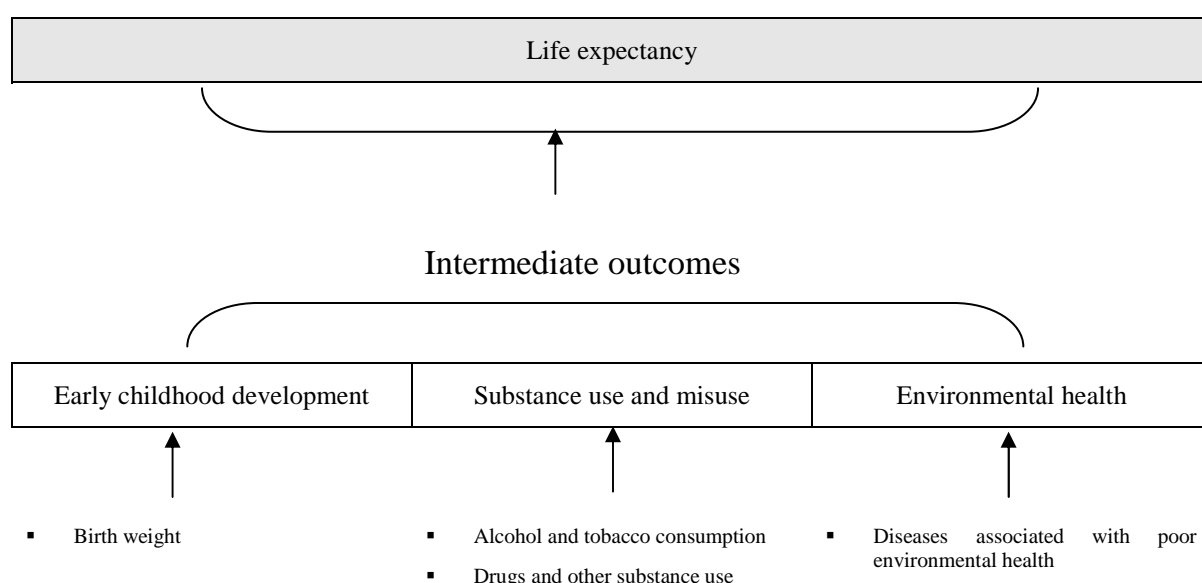 Life expectancy
Intermediate outcomes
Early childhood development
Substance use and misuse
Environmental health
▪ Birth weight
▪ Alcohol and tobacco consumption
▪ Drugs and other substance use
▪ Diseases associated with poor
environmental health